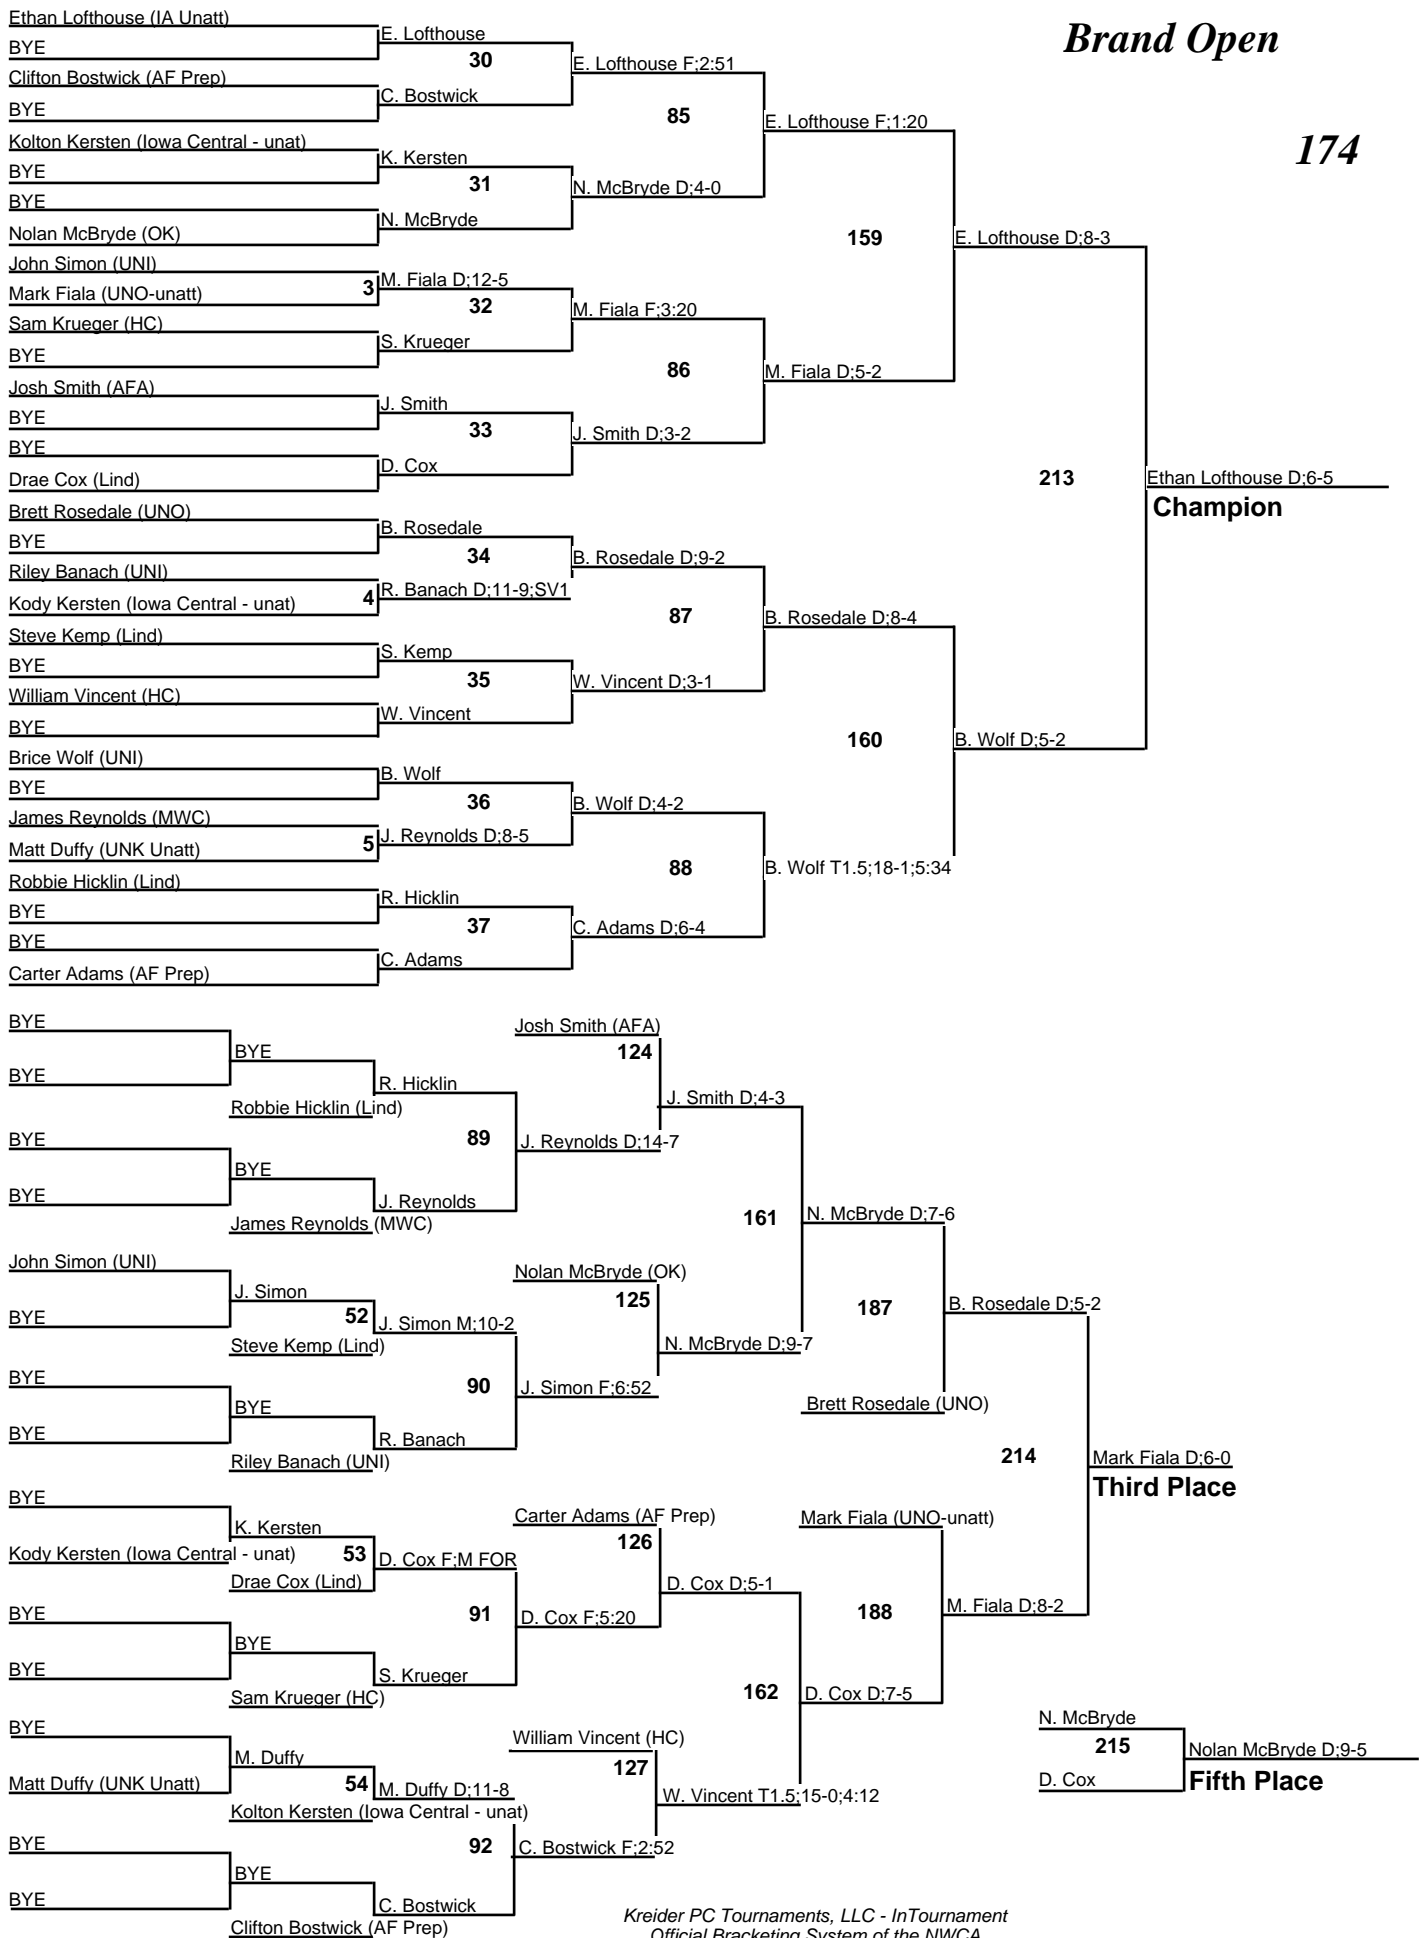 Brand Open
174
Ethan Lofthouse (IA Unatt)
BYE
Clifton Bostwick (AF Prep)
BYE
Kolton Kersten (Iowa Central - unat)
BYE
BYE
Nolan McBryde (OK)
John Simon (UNI)
Mark Fiala (UNO-unatt)
Sam Krueger (HC)
BYE
Josh Smith (AFA)
BYE
BYE
Drae Cox (Lind)
Brett Rosedale (UNO)
BYE
Riley Banach (UNI)
Kody Kersten (Iowa Central - unat)
Steve Kemp (Lind)
BYE
William Vincent (HC)
BYE
Brice Wolf (UNI)
BYE
James Reynolds (MWC)
Matt Duffy (UNK Unatt)
Robbie Hicklin (Lind)
BYE
BYE
Carter Adams (AF Prep)
3
4
5
E. Lofthouse
30
C. Bostwick
K. Kersten
31
N. McBryde
M. Fiala D;12-5
32
S. Krueger
J. Smith
33
D. Cox
B. Rosedale
34
R. Banach D;11-9;SV1
S. Kemp
35
W. Vincent
B. Wolf
36
J. Reynolds D;8-5
R. Hicklin
37
C. Adams
E. Lofthouse F;2:51
85
N. McBryde D;4-0
M. Fiala F;3:20
86
J. Smith D;3-2
B. Rosedale D;9-2
87
W. Vincent D;3-1
B. Wolf D;4-2
88
C. Adams D;6-4
E. Lofthouse F;1:20
159
M. Fiala D;5-2
B. Rosedale D;8-4
160
B. Wolf T1.5;18-1;5:34
E. Lofthouse D;8-3
213
B. Wolf D;5-2
Ethan Lofthouse D;6-5
Champion
BYE
BYE
BYE
BYE
John Simon (UNI)
BYE
BYE
BYE
BYE
Kody Kersten (Iowa Central - unat)
BYE
BYE
BYE
Matt Duffy (UNK Unatt)
BYE
BYE
BYE
Robbie Hicklin (Lind)
BYE
James Reynolds (MWC)
J. Simon
52
Steve Kemp (Lind)
BYE
Riley Banach (UNI)
K. Kersten
53
Drae Cox (Lind)
BYE
Sam Krueger (HC)
M. Duffy
54
Kolton Kersten (Iowa Central - unat)
BYE
Clifton Bostwick (AF Prep)
R. Hicklin
89
J. Reynolds
J. Simon M;10-2
90
R. Banach
D. Cox F;M FOR
91
S. Krueger
M. Duffy D;11-8
92
C. Bostwick
Josh Smith (AFA)
124
J. Reynolds D;14-7
Nolan McBryde (OK)
125
J. Simon F;6:52
Carter Adams (AF Prep)
126
D. Cox F;5:20
William Vincent (HC)
127
C. Bostwick F;2:52
J. Smith D;4-3
161
N. McBryde D;9-7
D. Cox D;5-1
162
W. Vincent T1.5;15-0;4:12
N. McBryde D;7-6
187
Brett Rosedale (UNO)
Mark Fiala (UNO-unatt)
188
D. Cox D;7-5
B. Rosedale D;5-2
214
M. Fiala D;8-2
Mark Fiala D;6-0
Third Place
N. McBryde
215
D. Cox
Nolan McBryde D;9-5
Fifth Place
Kreider PC Tournaments, LLC - InTournament
Official Bracketing System of the NWCA